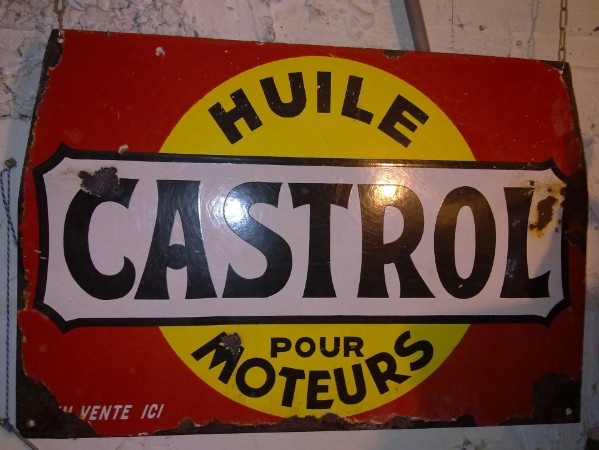 HUILE
CASTROL
POUR
MOTEURS
VENTE ICI